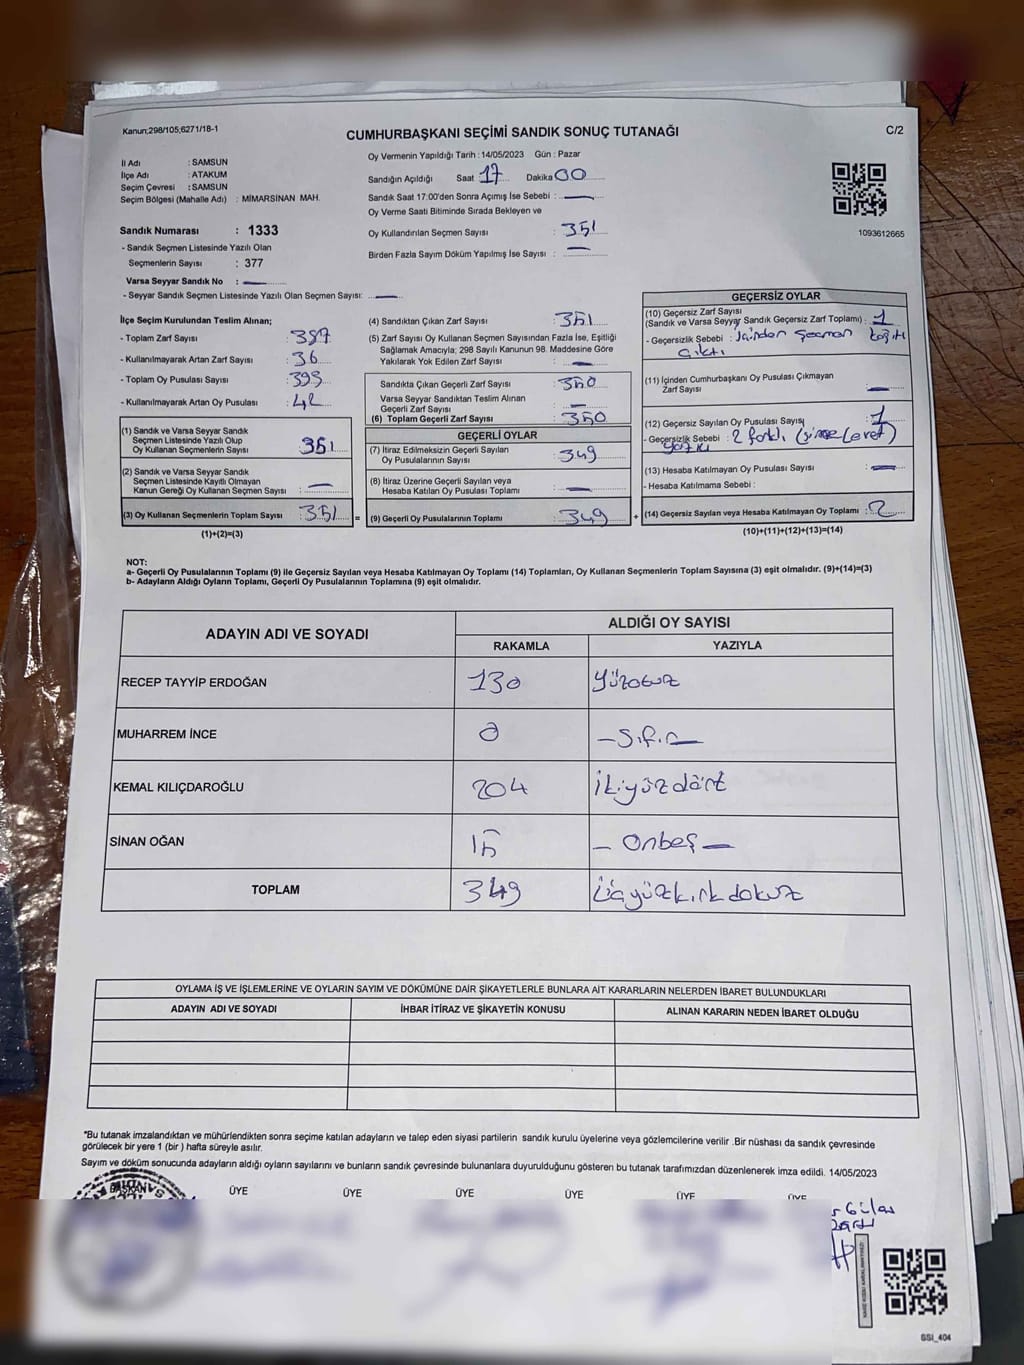 Kanun;298/105,6271/18-1
CUMHURBAŞKANI SEÇİMİ SANDIK SONUÇ TUTANAĞI
C/2
İl Adı : SAMSUN
İlçe Adı : ATAKUM
Seçim Çevresi : SAMSUN
Seçim Bölgesi (Mahalle Adı) : MİMARSINAN MAH.
Oy Vermenin Yapıldığı Tarih : 14/05/2023 Gün : Pazar
Sandığın Açıldığı Saat 17 Dakika 00
Sandık Saat 17:00'den Sonra Açımış İse Sebebi :
Oy Verme Saati Bitiminde Sırada Bekleyen ve
Oy Kullandırılan Seçmen Sayısı : 351
Birden Fazla Sayım Döküm Yapılmış İse Sayısı :
1093612665
Sandık Numarası : 1333
- Sandık Seçmen Listesinde Yazılı Olan
Seçmenlerin Sayısı : 377
Varsa Seyyar Sandık No :
- Seyyar Sandık Seçmen Listesinde Yazılı Olan Seçmen Sayısı:
İlçe Seçim Kurulundan Teslim Alınan;
- Toplam Zarf Sayısı : 387
- Kullanılmayarak Artan Zarf Sayısı : 36
- Toplam Oy Pusulası Sayısı : 393
- Kullanılmayarak Artan Oy Pusulası : 42
(1) Sandık ve Varsa Seyyar Sandık
Seçmen Listesinde Yazılı Olup
Oy Kullanan Seçmenlerin Sayısı 351
(2) Sandık ve Varsa Seyyar Sandık
Seçmen Listesinde Kayıtlı Olmayan
Kanun Gereği Oy Kullanan Seçmen Sayısı :
(3) Oy Kullanan Seçmenlerin Toplam Sayısı : 351 =
(1)+(2)=(3)
(4) Sandıktan Çıkan Zarf Sayısı : 351
(5) Zarf Sayısı Oy Kullanan Seçmen Sayısından Fazla İse, Eşitliği
Sağlamak Amacıyla; 298 Sayılı Kanunun 98. Maddesine Göre
Yakılarak Yok Edilen Zarf Sayısı :
Sandıkta Çıkan Geçerli Zarf Sayısı : 350
Varsa Seyyar Sandıktan Teslim Alınan
Geçerli Zarf Sayısı :
(6) Toplam Geçerli Zarf Sayısı : 350
GEÇERLİ OYLAR
(7) İtiraz Edilmeksizin Geçerli Sayılan
Oy Pusulalarının Sayısı : 349
(8) İtiraz Üzerine Geçerli Sayılan veya
Hesaba Katılan Oy Pusulası Toplamı :
(9) Geçerli Oy Pusulalarının Toplamı : 349 +
GEÇERSİZ OYLAR
(10) Geçersiz Zarf Sayısı
(Sandık ve Varsa Seyyar Sandık Geçersiz Zarf Toplamı) : 1
- Geçersizlik Sebebi : İçinden seçmen kağıtı
çıktı
(11) İçinden Cumhurbaşkanı Oy Pusulası Çıkmayan
Zarf Sayısı :
(12) Geçersiz Sayılan Oy Pusulası Sayısı : 1
- Geçersizlik Sebebi : 2 farklı
(13) Hesaba Katılmayan Oy Pusulası Sayısı :
- Hesaba Katılmama Sebebi :
(14) Geçersiz Sayılan veya Hesaba Katılmayan Oy Toplamı : 2
(10)+(11)+(12)+(13)=(14)
NOT:
a- Geçerli Oy Pusulalarının Toplamı (9) ile Geçersiz Sayılan veya Hesaba Katılmayan Oy Toplamı (14) Toplamları, Oy Kullanan Seçmenlerin Toplam Sayısına (3) eşit olmalıdır. (9)+(14)=(3)
b- Adayların Aldığı Oyların Toplamı, Geçerli Oy Pusulalarının Toplamına (9) eşit olmalıdır.
ADAYIN ADI VE SOYADI
ALDIĞI OY SAYISI
RAKAMLA YAZIYLA
RECEP TAYYİP ERDOĞAN 130 Yüzotuz
MUHARREM İNCE 0 - Sıfır -
KEMAL KILIÇDAROĞLU 204 İkiyüzdört
SİNAN OĞAN 15 - Onbeş -
TOPLAM 349 Üçyüzkırkdokuz
OYLAMA İŞ VE İŞLEMLERİNE VE OYLARIN SAYIM VE DÖKÜMÜNE DAİR ŞİKAYETLERLE BUNLARA AİT KARARLARIN NELERDEN İBARET BULUNDUKLARI
ADAYIN ADI VE SOYADI İHBAR İTİRAZ VE ŞİKAYETİN KONUSU ALINAN KARARIN NEDEN İBARET OLDUĞU
*Bu tutanak imzalandıktan ve mühürlendikten sonra seçime katılan adayların ve talep eden siyasi partilerin sandık kurulu üyelerine veya gözlemcilerine verilir .Bir nüshası da sandık çevresinde
görülecek bir yere 1 (bir ) hafta süreyle asılır.
Sayım ve döküm sonucunda adayların aldığı oyların sayılarını ve bunların sandık çevresinde bulunanlara duyurulduğunu gösteren bu tutanak tarafımızdan düzenlenerek imza edildi. 14/05/2023
BAŞKAN ÜYE ÜYE ÜYE ÜYE ÜYE ÜYE
SSI_404